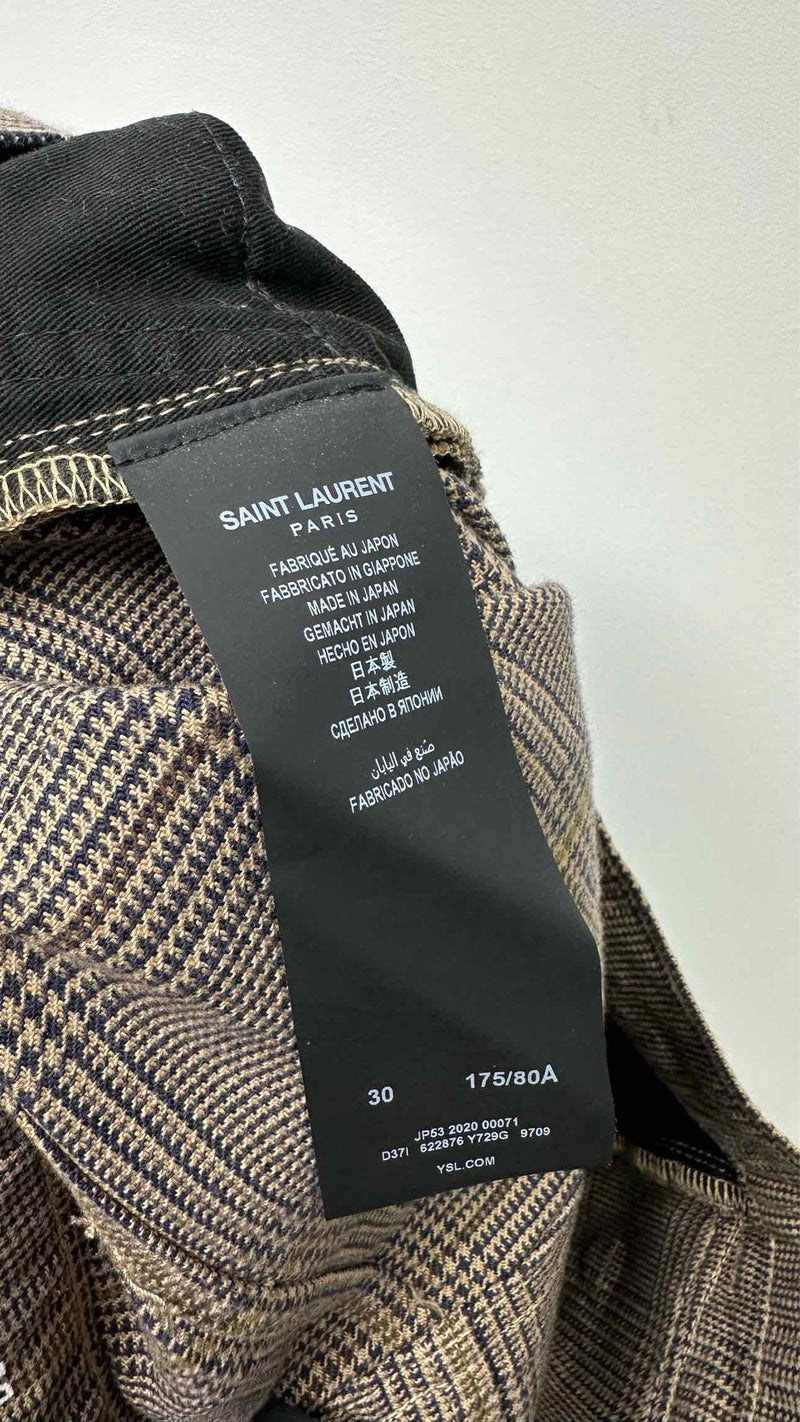 SAINT LAURENT
PARIS
FABRIQUÉ AU JAPON
FABBRICATO IN GIAPPONE
MADE IN JAPAN
GEMACHT IN JAPAN
HECHO EN JAPON
日本製
日本制造
СДЕЛАНО В ЯПОНИИ
صنع في اليابان
FABRICADO NO JAPÃO
30 175/80A
JP53 2020 00071
D37I 622876 Y729G 9709
YSL.COM